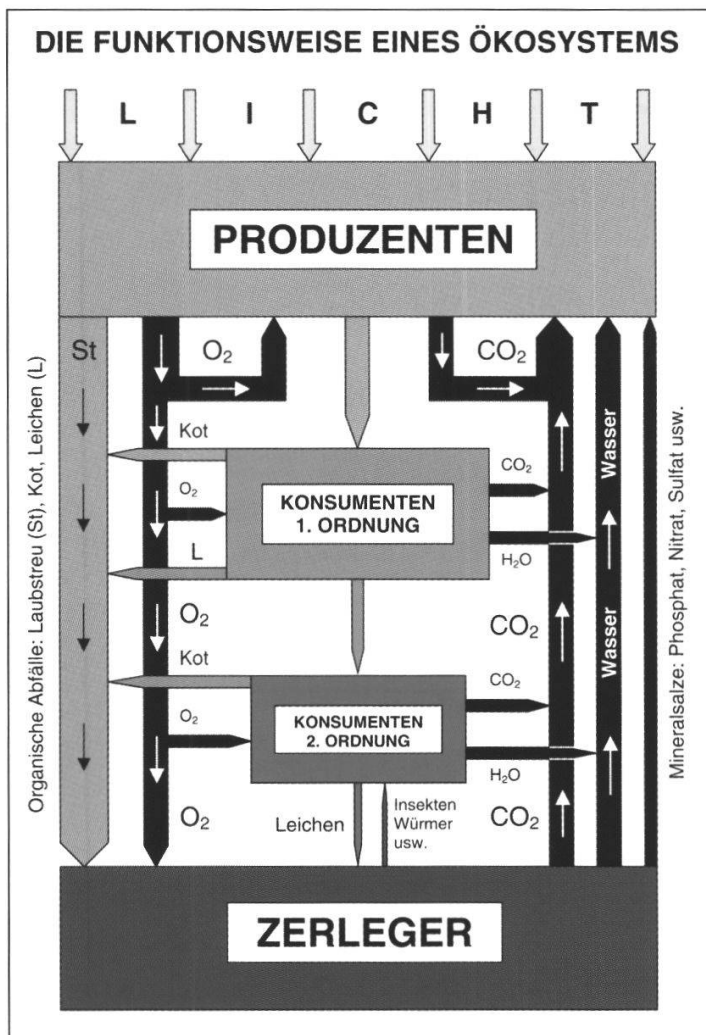 DIE FUNKTIONSWEISE EINES ÖKOSYSTEMS
L I C H T
PRODUZENTEN
St
O₂
CO₂
Kot
O₂
KONSUMENTEN
1. ORDNUNG
CO₂
L
H₂O
O₂
CO₂
Kot
O₂
KONSUMENTEN
2. ORDNUNG
CO₂
H₂O
O₂
Leichen
Insekten
Würmer
usw.
CO₂
Wasser
Wasser
ZERLEGER
Organische Abfälle: Laubstreu (St), Kot, Leichen (L)
Mineralsalze: Phosphat, Nitrat, Sulfat usw.